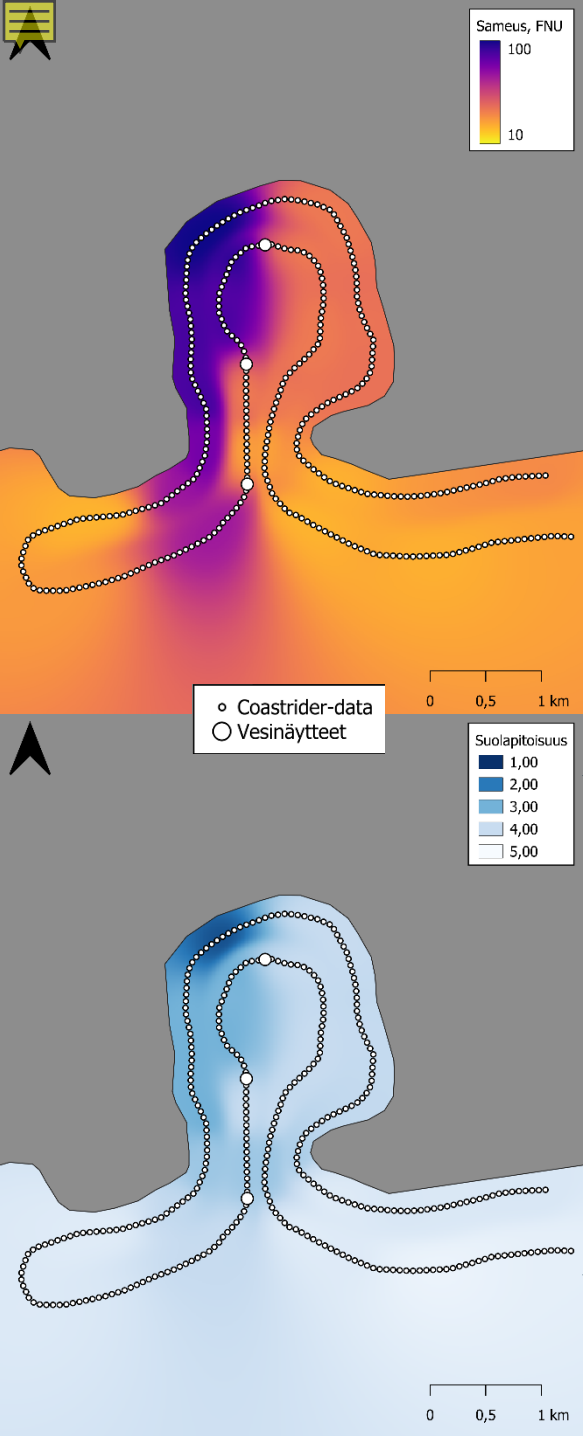 Sameus, FNU
100
10
0 0,5 1 km
Coastrider-data
Vesinäytteet
Suolapitoisuus
1,00
2,00
3,00
4,00
5,00
0 0,5 1 km